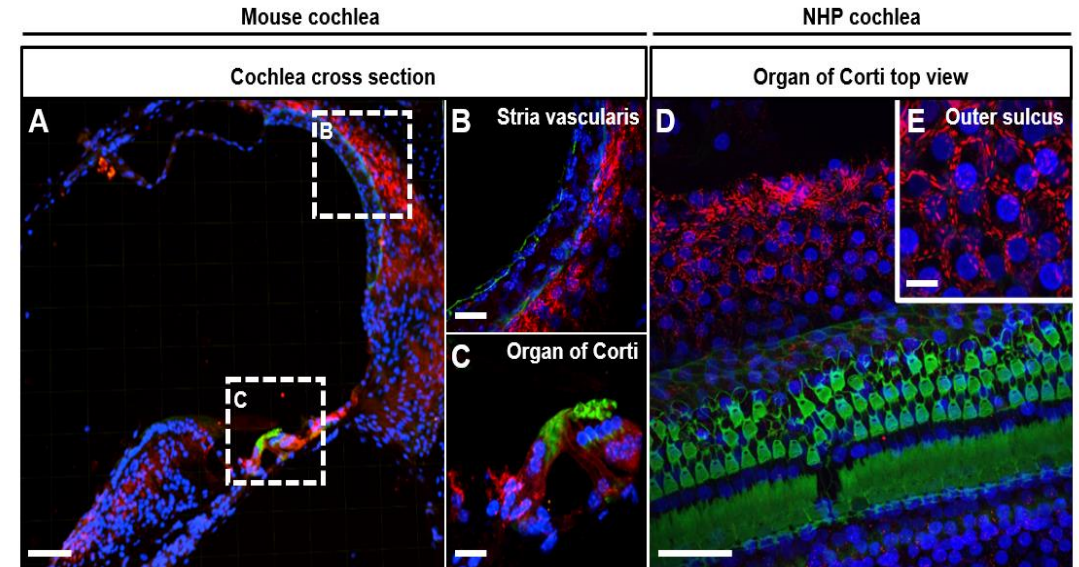 Mouse cochlea
NHP cochlea
Cochlea cross section
Organ of Corti top view
A
B
B
Stria vascularis
D
E
Outer sulcus
C
C
Organ of Corti